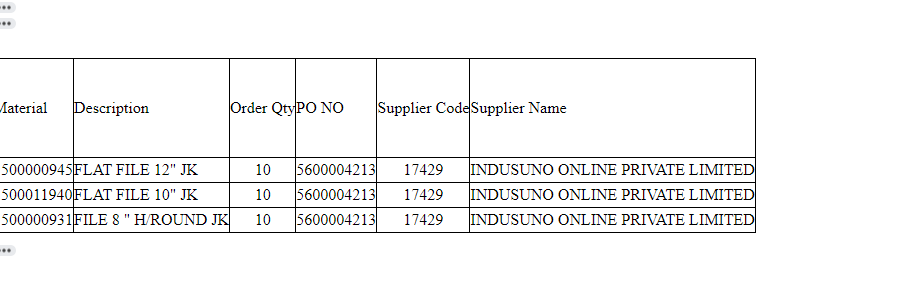 Material Description Order Qty PO NO Supplier Code Supplier Name
500000945 FLAT FILE 12" JK 10 5600004213 17429 INDUSUNO ONLINE PRIVATE LIMITED
500011940 FLAT FILE 10" JK 10 5600004213 17429 INDUSUNO ONLINE PRIVATE LIMITED
500000931 FILE 8 " H/ROUND JK 10 5600004213 17429 INDUSUNO ONLINE PRIVATE LIMITED